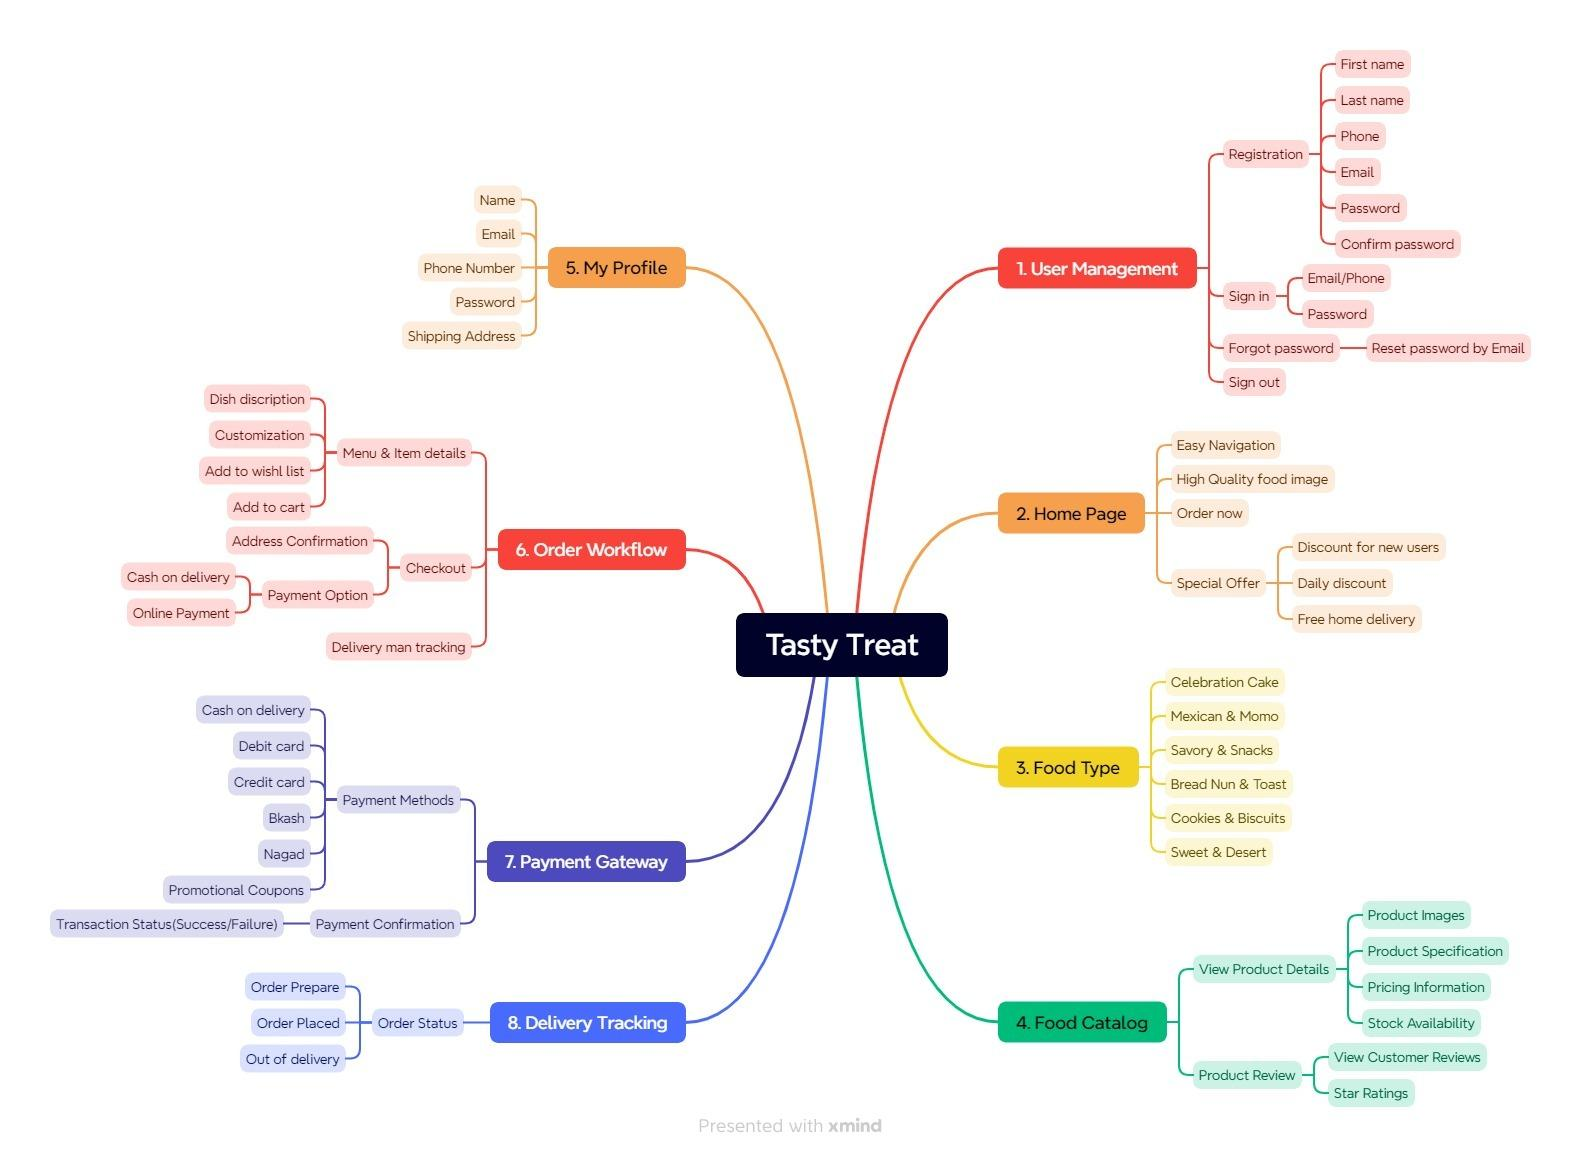 Tasty Treat
1. User Management
Registration
First name
Last name
Phone
Email
Password
Confirm password
Sign in
Email/Phone
Password
Forgot password
Reset password by Email
Sign out
2. Home Page
Easy Navigation
High Quality food image
Order now
Special Offer
Discount for new users
Daily discount
Free home delivery
3. Food Type
Celebration Cake
Mexican & Momo
Savory & Snacks
Bread Nun & Toast
Cookies & Biscuits
Sweet & Desert
4. Food Catalog
View Product Details
Product Images
Product Specification
Pricing Information
Stock Availability
Product Review
View Customer Reviews
Star Ratings
5. My Profile
Name
Email
Phone Number
Password
Shipping Address
6. Order Workflow
Menu & Item details
Dish discription
Customization
Add to wishl list
Add to cart
Checkout
Address Confirmation
Payment Option
Cash on delivery
Online Payment
Delivery man tracking
7. Payment Gateway
Payment Methods
Cash on delivery
Debit card
Credit card
Bkash
Nagad
Promotional Coupons
Payment Confirmation
Transaction Status(Success/Failure)
8. Delivery Tracking
Order Status
Order Prepare
Order Placed
Out of delivery
Presented with xmind